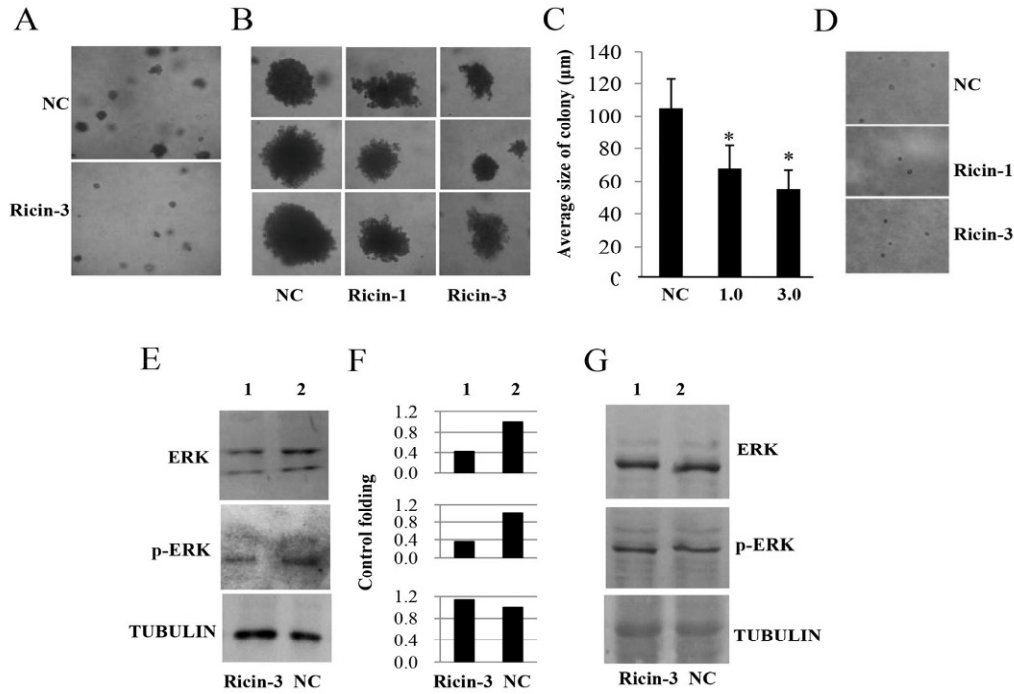 A
B
C
D
NC
Ricin-3
NC Ricin-1 Ricin-3
Average size of colony (µm)
140
120
100
80
60
40
20
C
*
*
NC 1.0 3.0
NC
Ricin-1
Ricin-3
E
F
G
1 2
ERK
p-ERK
TUBULIN
Ricin-3 NC
1 2
Control folding
1.2
0.8
0.4
0.0
1.2
0.8
0.4
0.0
1.2
0.8
0.4
0.0
Ricin-3 NC
1 2
ERK
p-ERK
TUBULIN
Ricin-3 NC